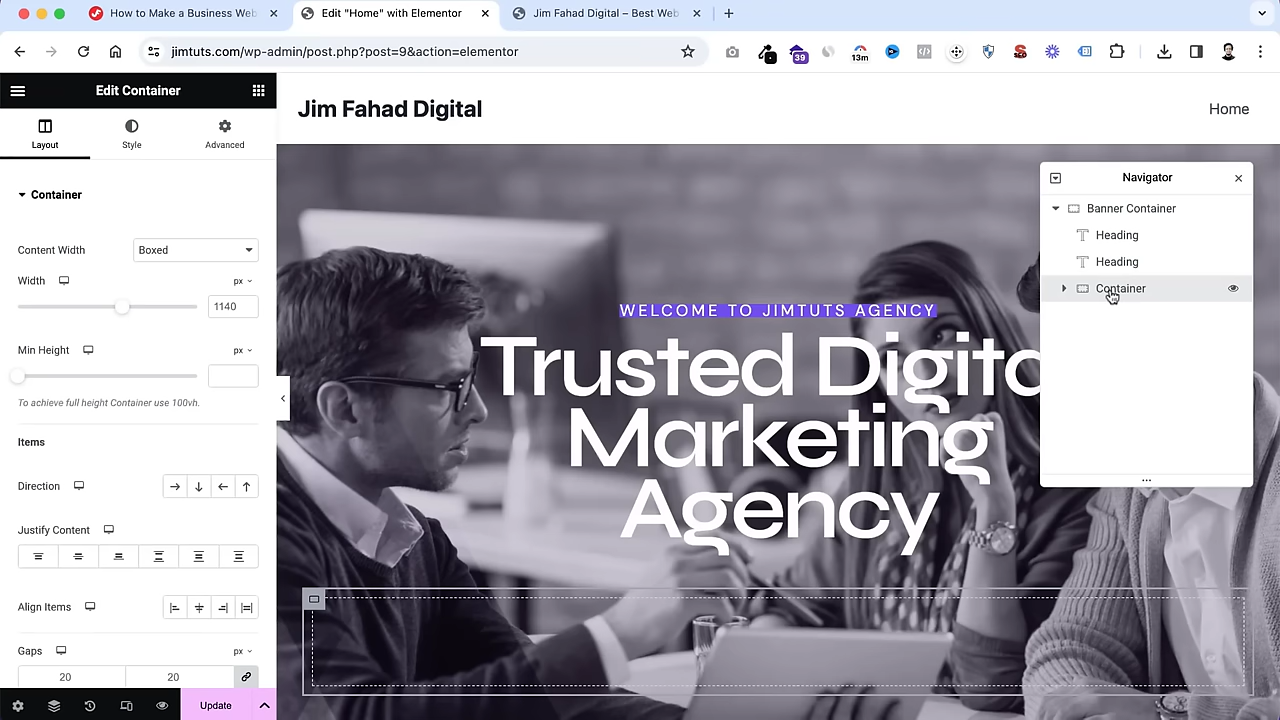 How to Make a Business Web
Edit "Home" with Elementor
Jim Fahad Digital – Best Web
jimtuts.com/wp-admin/post.php?post=9&action=elementor
39
13m
Edit Container
Layout
Style
Advanced
Container
Content Width
Boxed
Width
px
1140
Min Height
px
To achieve full height Container use 100vh.
Items
Direction
Justify Content
Align Items
Gaps
px
20
20
Update
Jim Fahad Digital
Home
WELCOME TO JIMTUTS AGENCY
Trusted Digita
Marketing
Agency
Navigator
Banner Container
Heading
Heading
Container